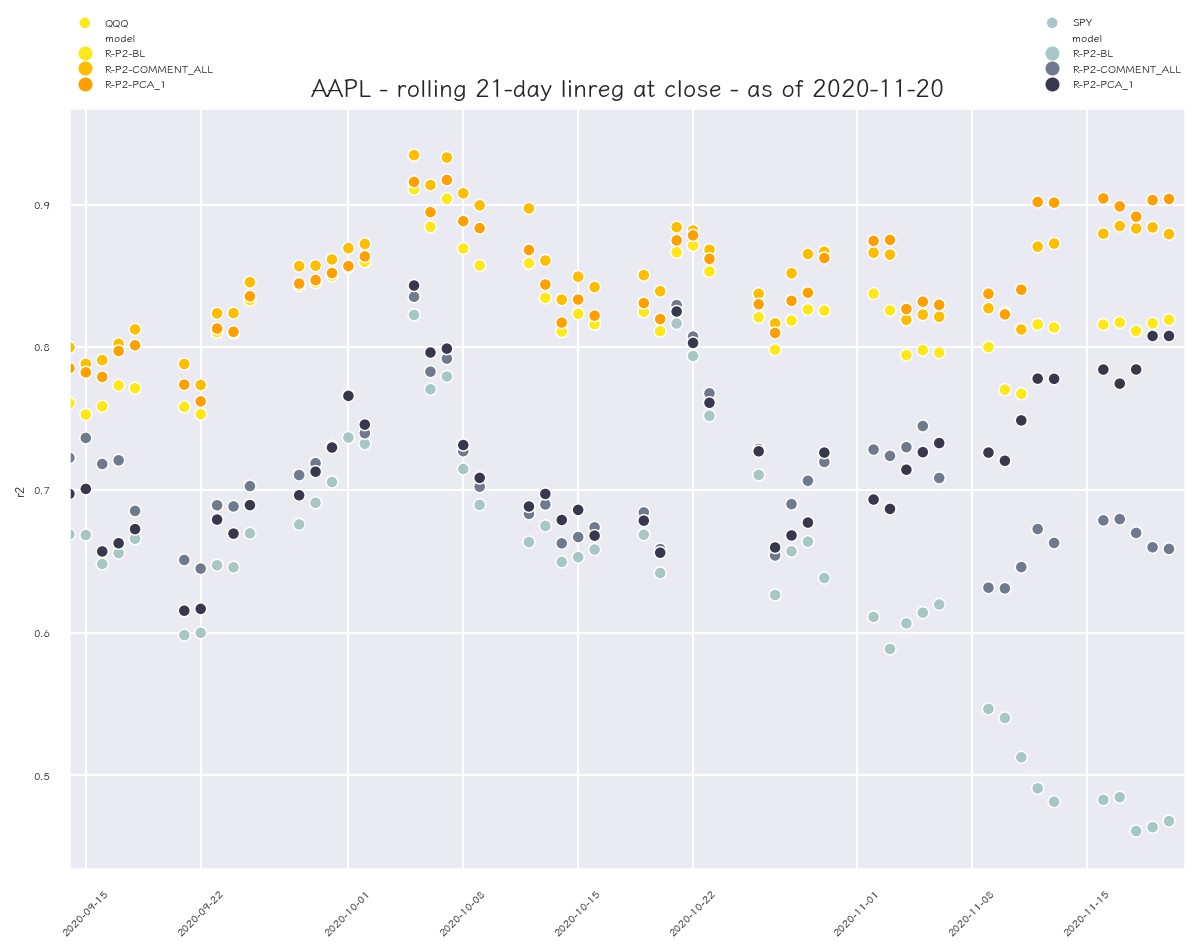 QQQ
model
R-P2-BL
R-P2-COMMENT_ALL
R-P2-PCA_1
SPY
model
R-P2-BL
R-P2-COMMENT_ALL
R-P2-PCA_1
AAPL - rolling 21-day linreg at close - as of 2020-11-20
0.9
0.8
0.7
0.6
0.5
r2
2020-09-15
2020-09-22
2020-10-01
2020-10-08
2020-10-15
2020-10-22
2020-11-01
2020-11-08
2020-11-15